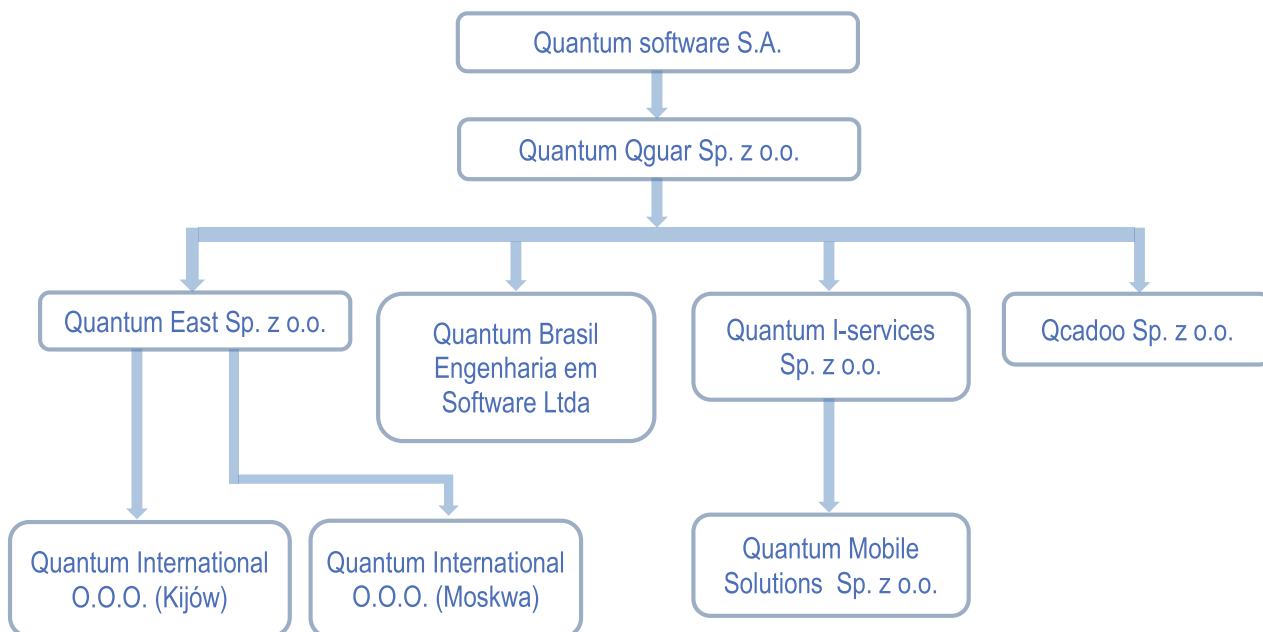 Quantum software S.A.
Quantum Qguar Sp. z o.o.
Quantum East Sp. z o.o.
Quantum Brasil
Engenharia em
Software Ltda
Quantum I-services
Sp. z o.o.
Qcadoo Sp. z o.o.
Quantum International
O.O.O. (Kijów)
Quantum International
O.O.O. (Moskwa)
Quantum Mobile
Solutions Sp. z o.o.